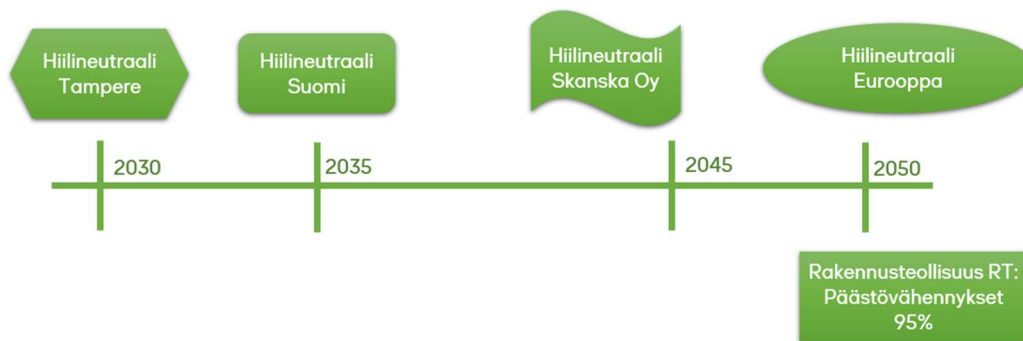 Hiilineutraali
Tampere
Hiilineutraali
Suomi
Hiilineutraali
Skanska Oy
Hiilineutraali
Eurooppa
2030
2035
2045
2050
Rakennusteollisuus RT:
Päästövähennykset
95%